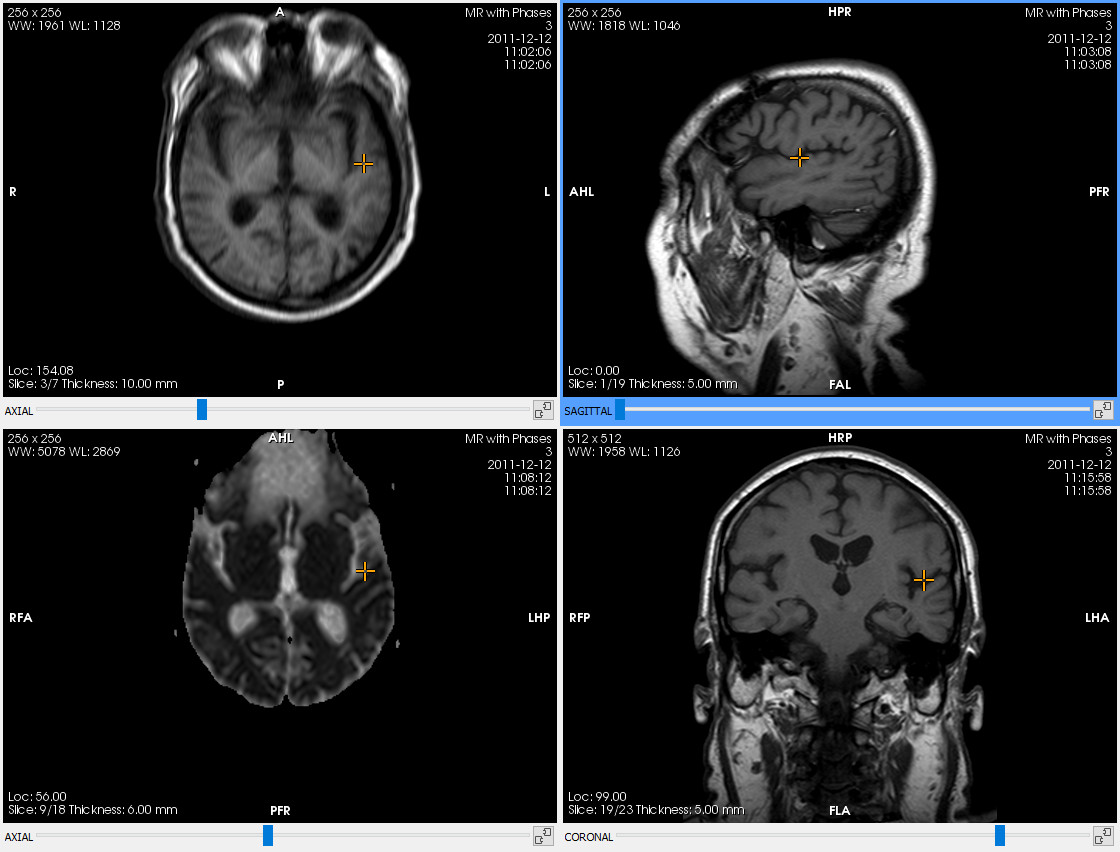 256 x 256
WW: 1961 WL: 1128
A
MR with Phases
3
2011-12-12
11:02:06
11:02:06
R
L
Loc: 154.08
Slice: 3/7 Thickness: 10.00 mm
P
AXIAL
256 x 256
WW: 1818 WL: 1046
HPR
MR with Phases
3
2011-12-12
11:03:08
11:03:08
AHL
PFR
Loc: 0.00
Slice: 1/19 Thickness: 5.00 mm
FAL
SAGITTAL
256 x 256
WW: 5078 WL: 2869
AHL
MR with Phases
3
2011-12-12
11:08:12
11:08:12
RFA
LHP
Loc: 56.00
Slice: 9/18 Thickness: 6.00 mm
PFR
AXIAL
512 x 512
WW: 1958 WL: 1126
HRP
MR with Phases
3
2011-12-12
11:15:58
11:15:58
RFP
LHA
Loc: 99.00
Slice: 19/23 Thickness: 5.00 mm
FLA
CORONAL